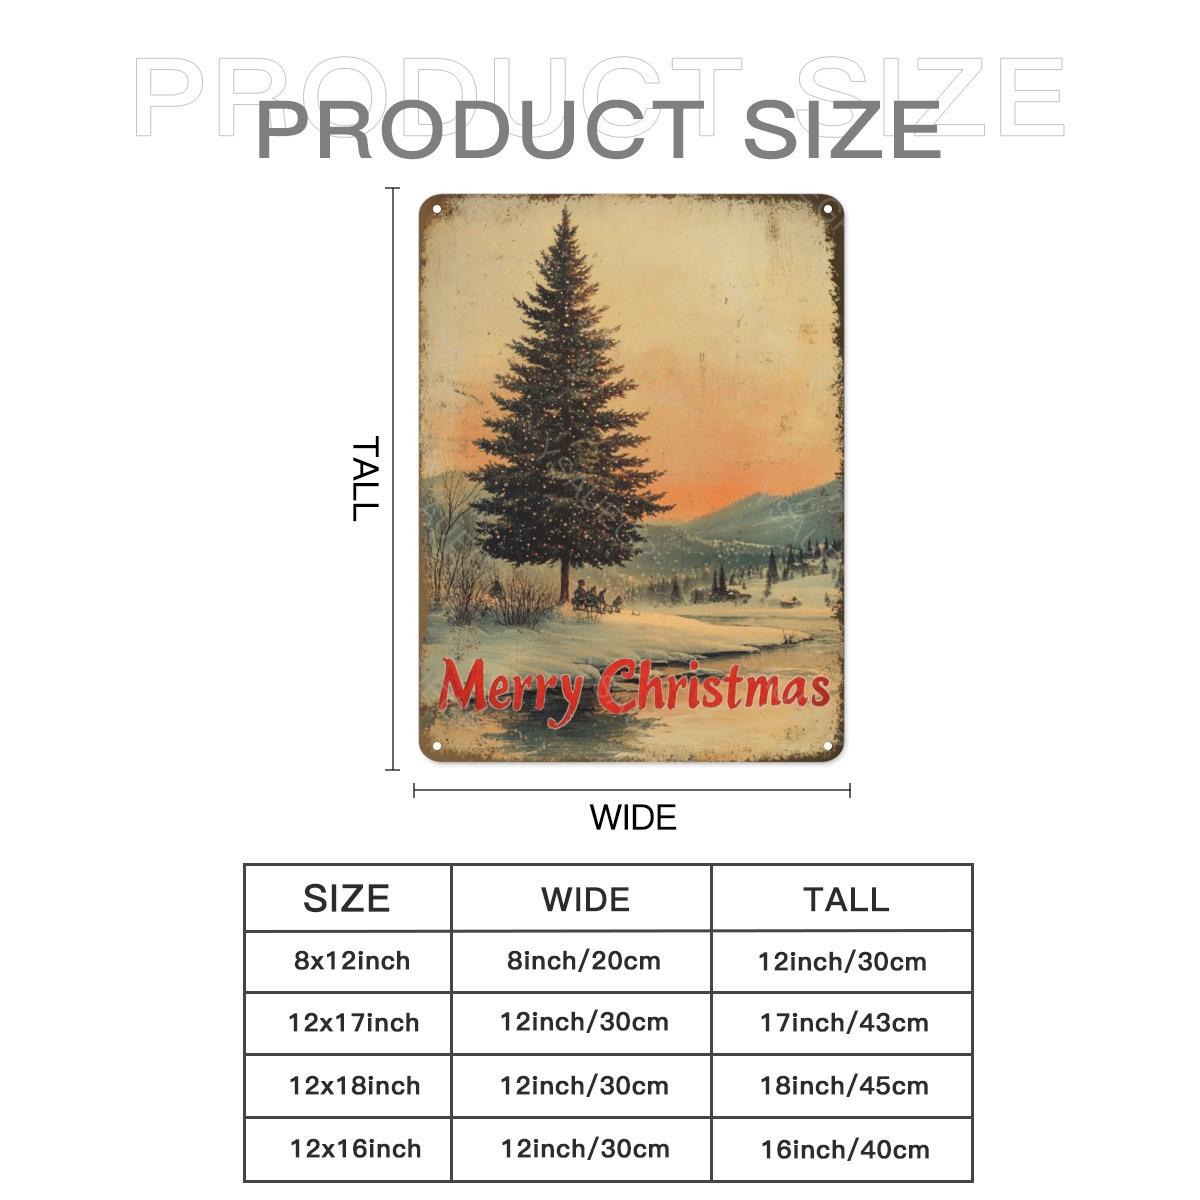 PRODUCT SIZE
PRODUCT SIZE
TALL
Merry Christmas
WIDE
SIZE WIDE TALL
8x12inch 8inch/20cm 12inch/30cm
12x17inch 12inch/30cm 17inch/43cm
12x18inch 12inch/30cm 18inch/45cm
12x16inch 12inch/30cm 16inch/40cm